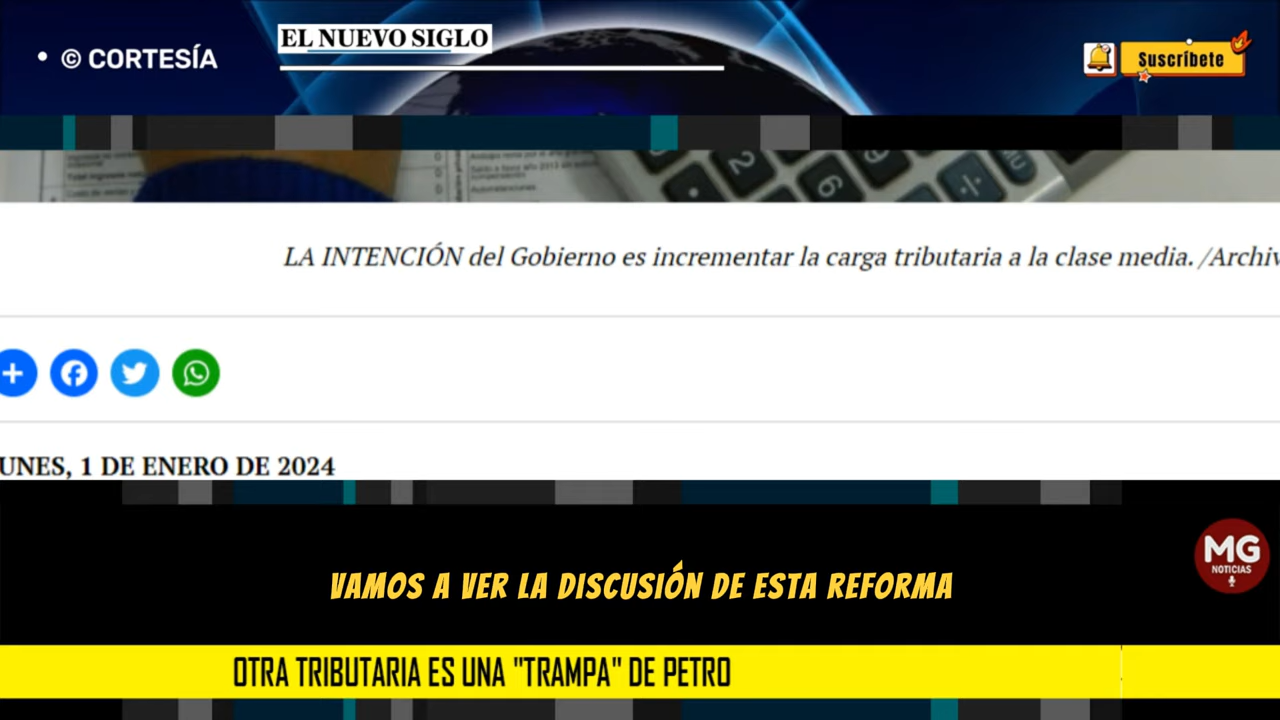 • © CORTESÍA
EL NUEVO SIGLO
Suscríbete
LA INTENCIÓN del Gobierno es incrementar la carga tributaria a la clase media. /Archiv
UNES, 1 DE ENERO DE 2024
VAMOS A VER LA DISCUSIÓN DE ESTA REFORMA
MG
NOTICIAS
OTRA TRIBUTARIA ES UNA "TRAMPA" DE PETRO